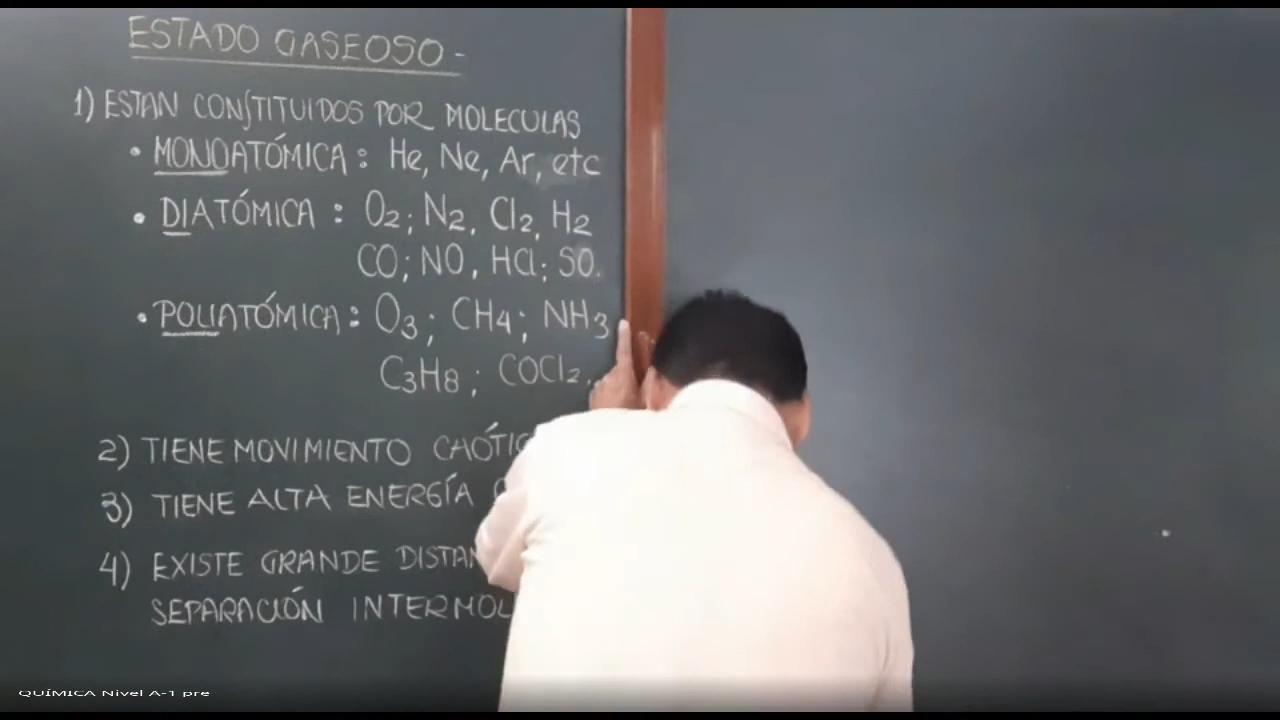 ESTADO GASEOSO -
1) ESTAN CONSTITUIDOS POR MOLECULAS
• MONOATÓMICA : He, Ne, Ar, etc
• DIATÓMICA : O2; N2, Cl2, H2
CO; NO, HCl; SO.
• POLIATÓMICA : O3 ; CH4; NH3
C3H8 ; COCl2..
2) TIENE MOVIMIENTO
3) TIENE ALTA ENERGÍA
4) EXISTE GRANDE
SEPARACIÓN
QUÍMICA Nivel A-1 pre